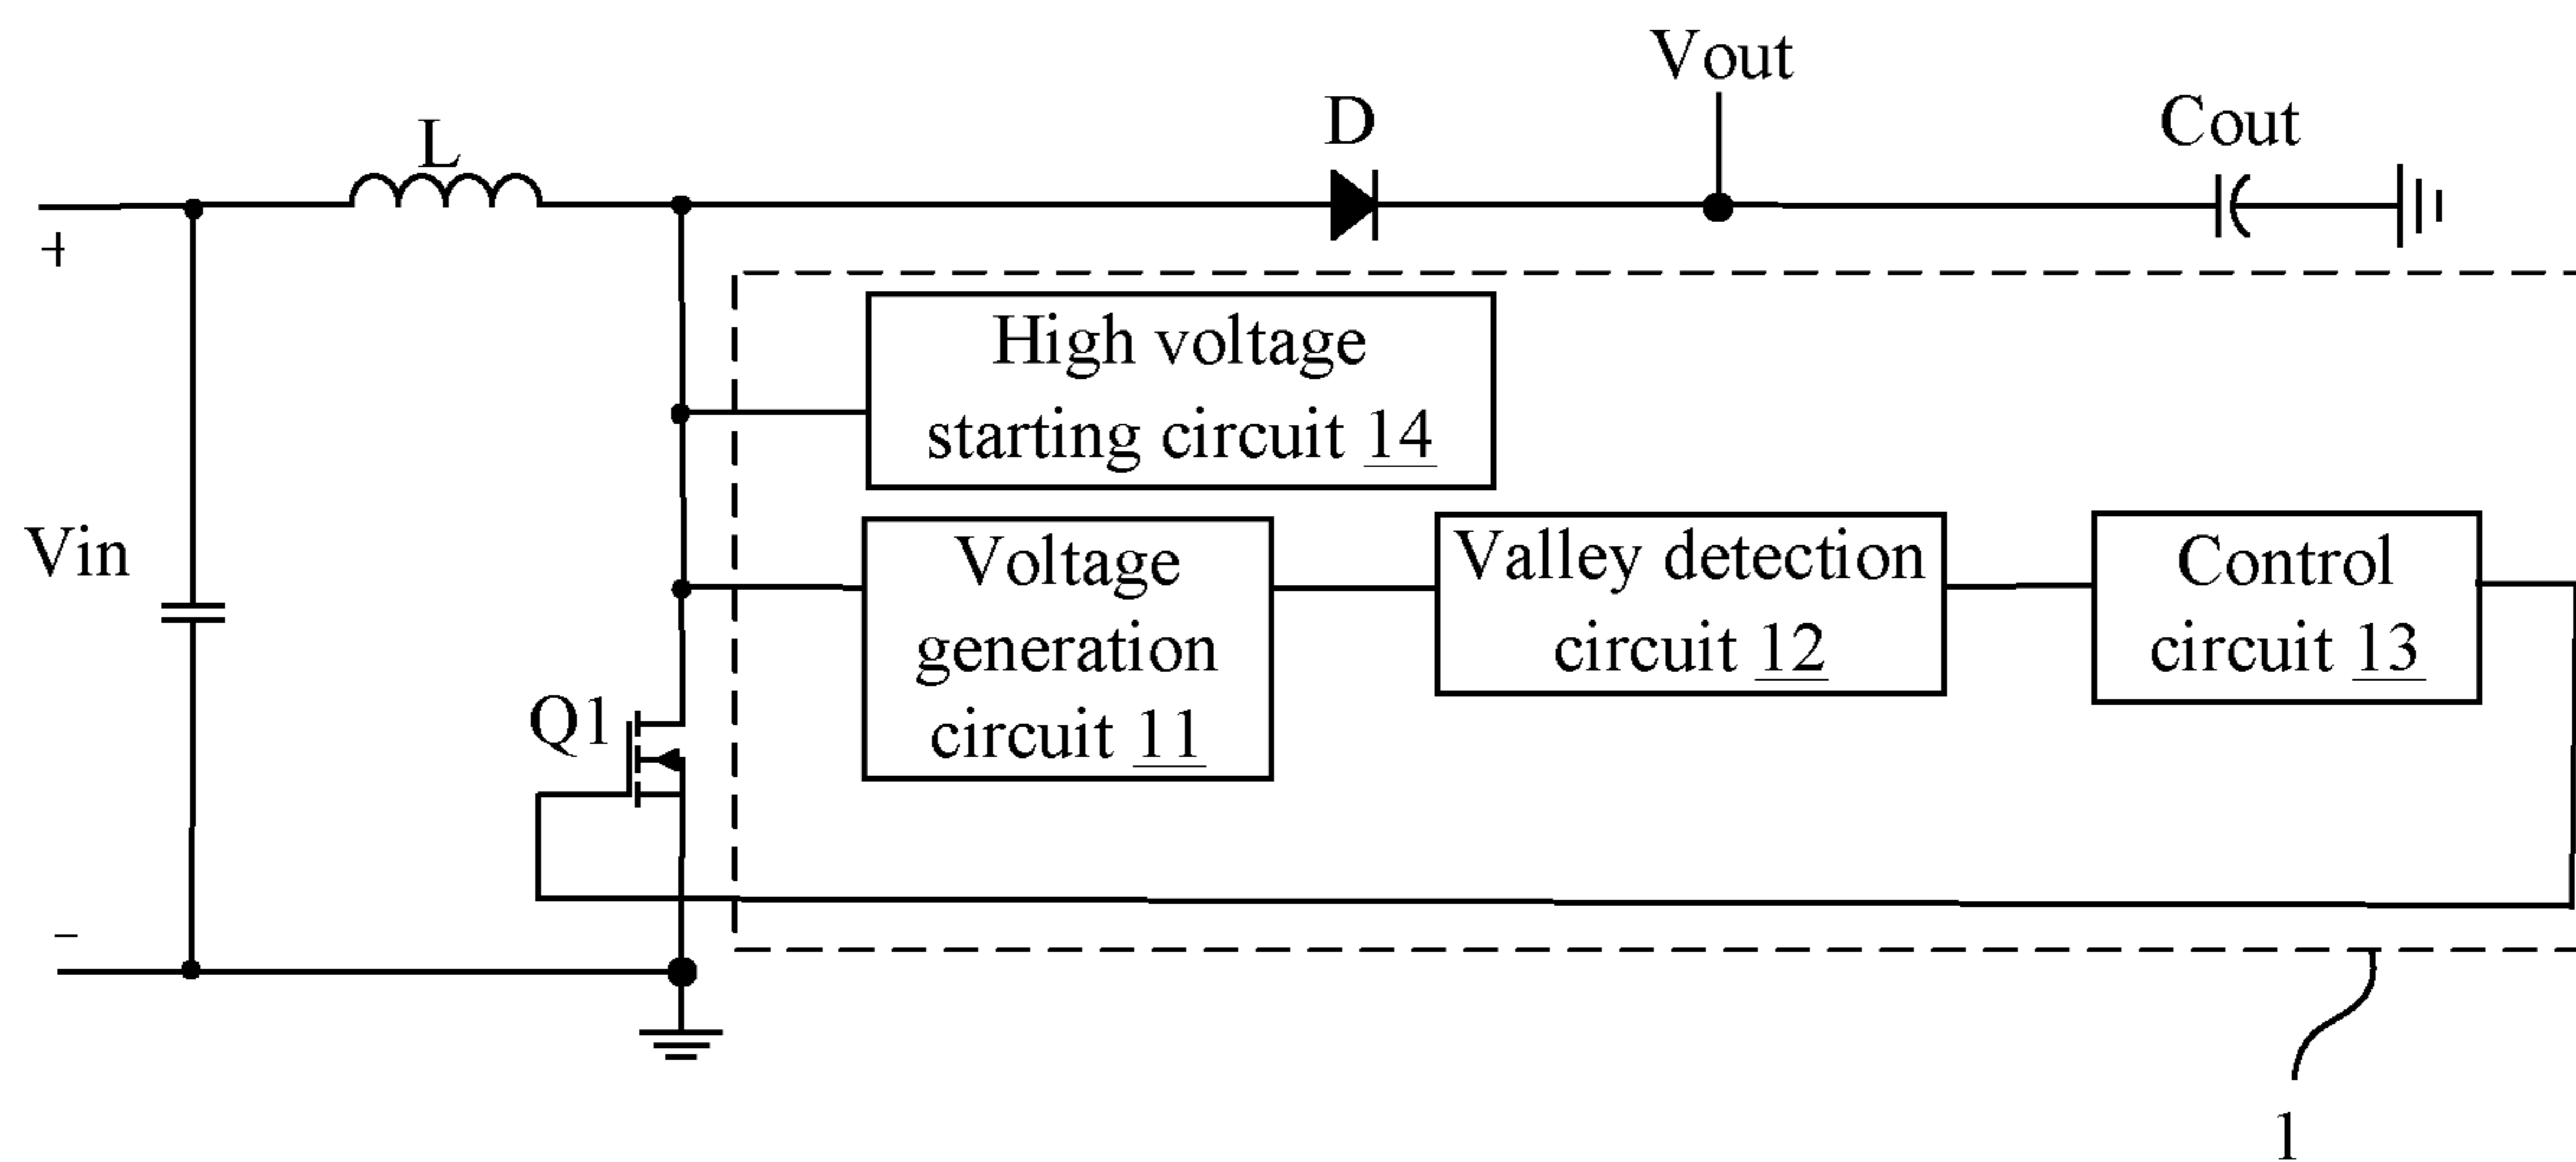 Vout
D
Cout
L
+
High voltage
starting circuit 14
Vin
Voltage
generation
circuit 11
Valley detection
circuit 12
Control
circuit 13
Q1
−
1